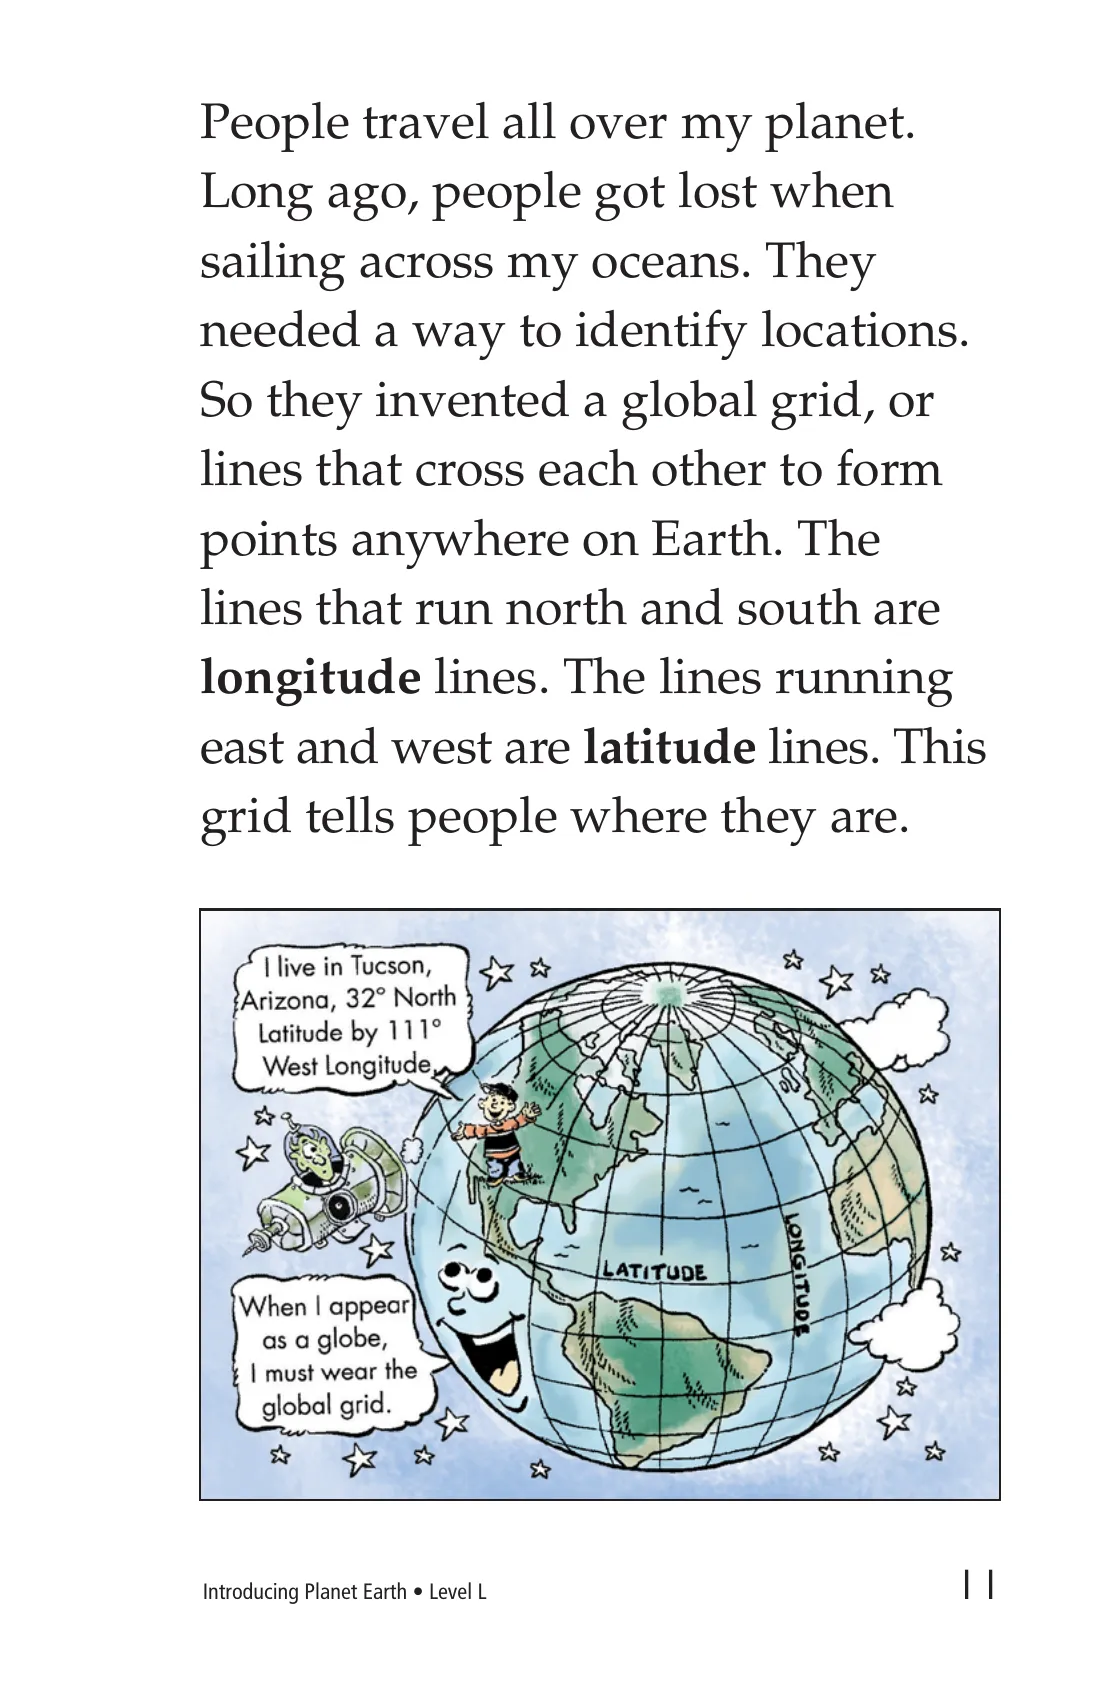 People travel all over my planet.
Long ago, people got lost when
sailing across my oceans. They
needed a way to identify locations.
So they invented a global grid, or
lines that cross each other to form
points anywhere on Earth. The
lines that run north and south are
longitude lines. The lines running
east and west are latitude lines. This
grid tells people where they are.
I live in Tucson,
Arizona, 32° North
Latitude by 111°
West Longitude.
LATITUDE
LONGITUDE
When I appear
as a globe,
I must wear the
global grid.
Introducing Planet Earth • Level L
11